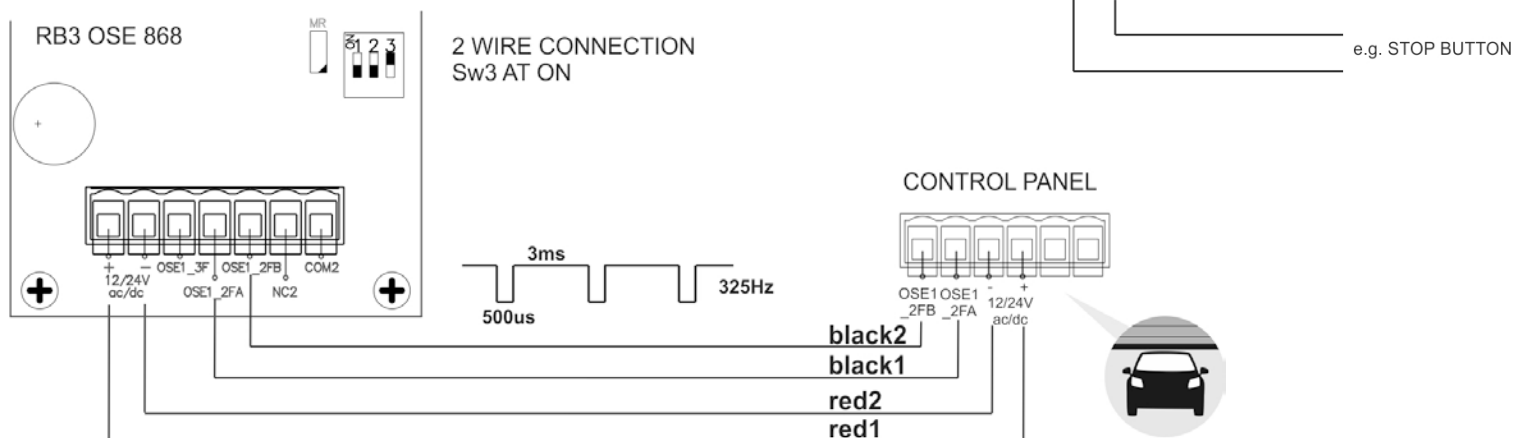 RB3 OSE 868
MR
ON
1 2 3
2 WIRE CONNECTION
Sw3 AT ON
e.g. STOP BUTTON
CONTROL PANEL
+ − OSE1_3F OSE1_2FB COM2
12/24V
ac/dc OSE1_2FA NC2
3ms
325Hz
500us
OSE1 OSE1 - +
_2FB _2FA 12/24V
ac/dc
black2
black1
red2
red1